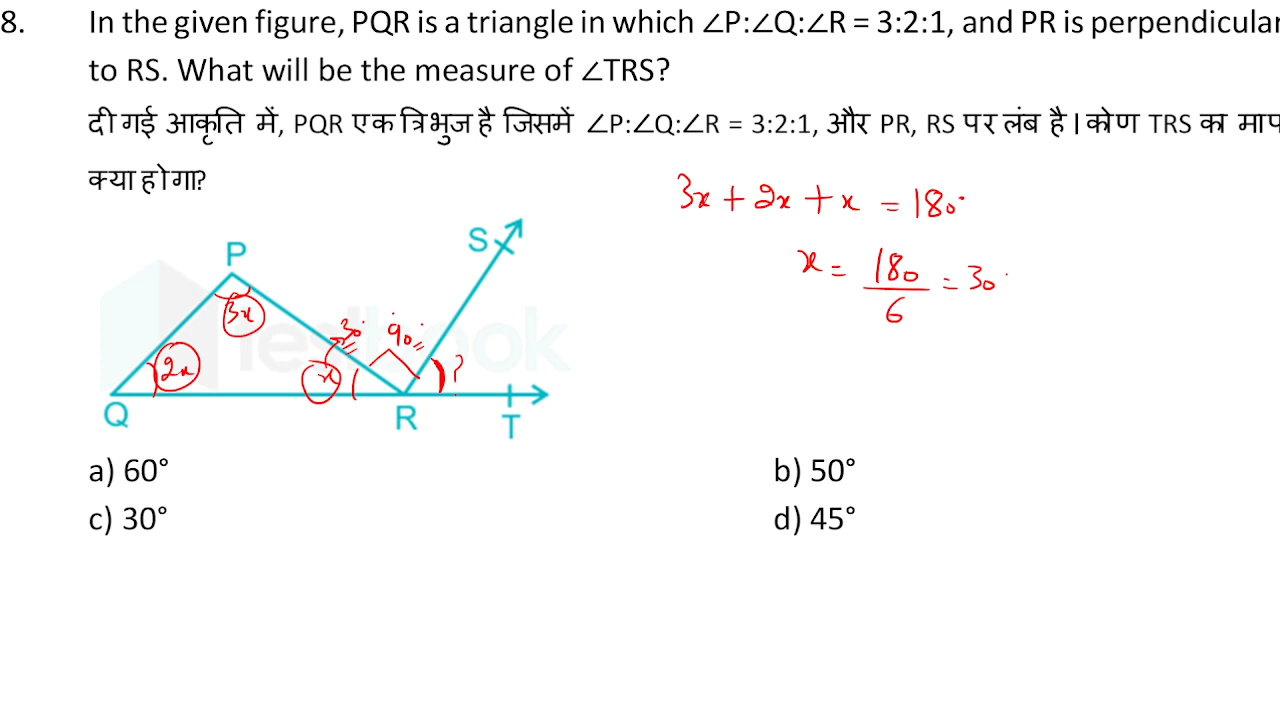 8. In the given figure, PQR is a triangle in which ∠P:∠Q:∠R = 3:2:1, and PR is perpendicular
to RS. What will be the measure of ∠TRS?
दी गई आकृति में, PQR एक त्रिभुज है जिसमें ∠P:∠Q:∠R = 3:2:1, और PR, RS पर लंब है। कोण TRS का माप
क्या होगा?
3x + 2x + x = 180°
x = 180/6 = 30°
S
P
3x
30° 90°
2x x ?
Q R T
a) 60° b) 50°
c) 30° d) 45°